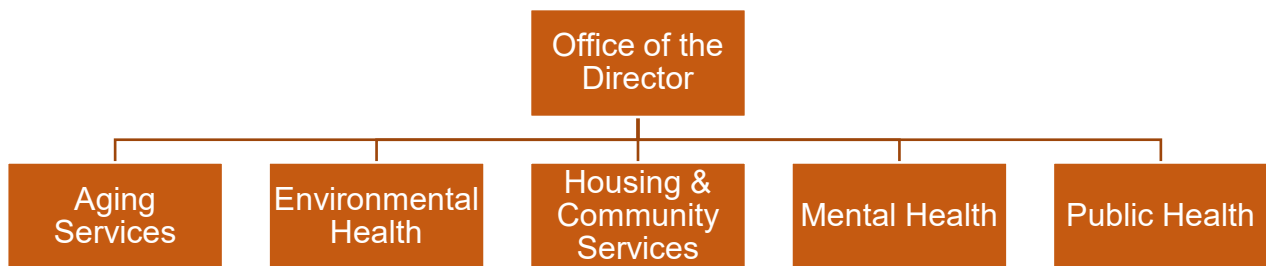 Office of the
Director
Aging
Services
Environmental
Health
Housing &
Community
Services
Mental Health
Public Health